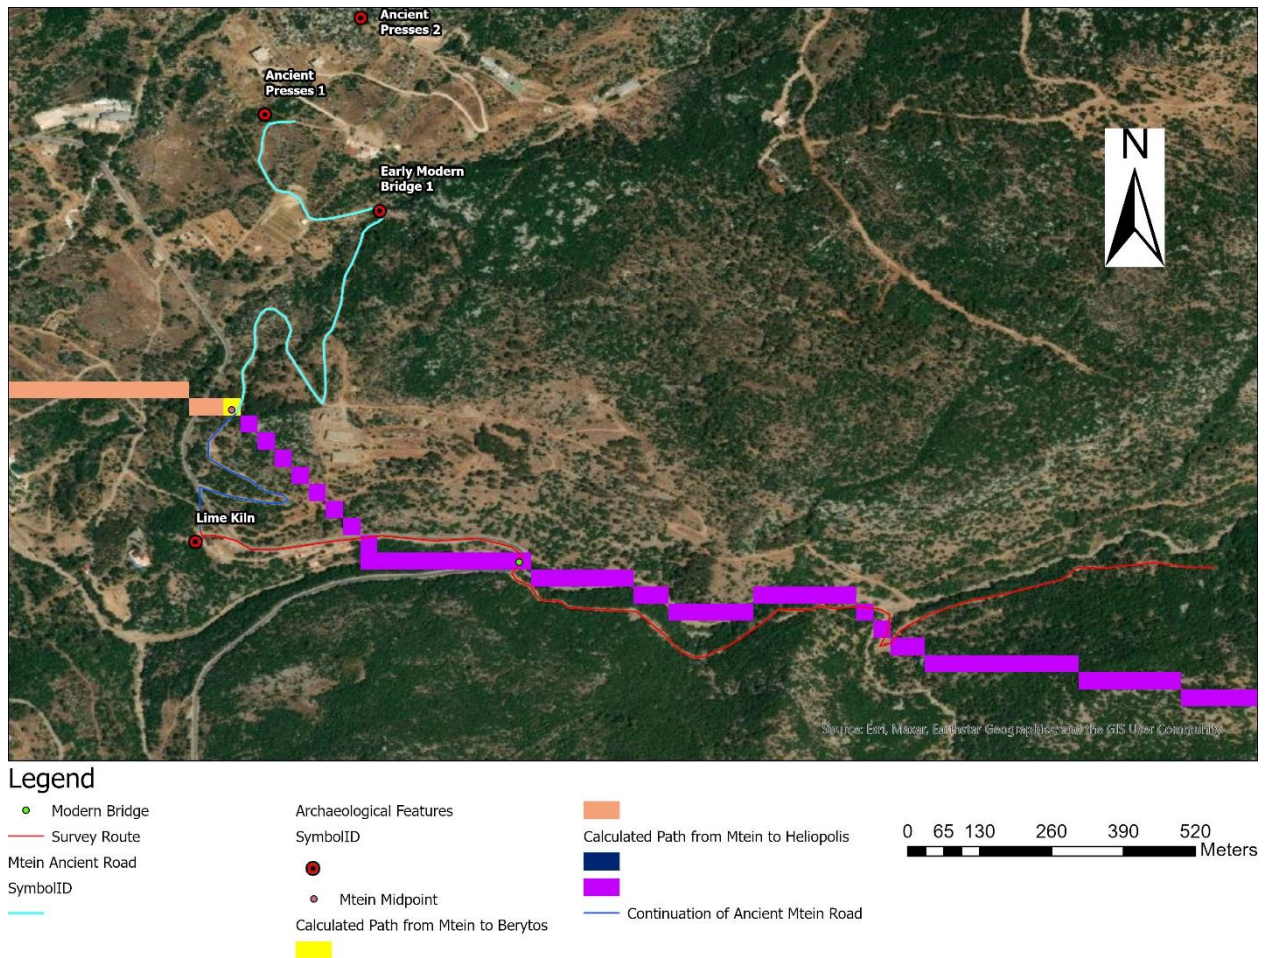 Ancient
Presses 2
Ancient
Presses 1
N
Early Modern
Bridge 1
Lime Kiln
Source: Esri, Maxar, Earthstar Geographics, and the GIS User Community
Legend
Modern Bridge
Survey Route
Mtein Ancient Road
SymbolID
Archaeological Features
SymbolID
Mtein Midpoint
Calculated Path from Mtein to Berytos
Calculated Path from Mtein to Heliopolis
Continuation of Ancient Mtein Road
0 65 130 260 390 520
Meters